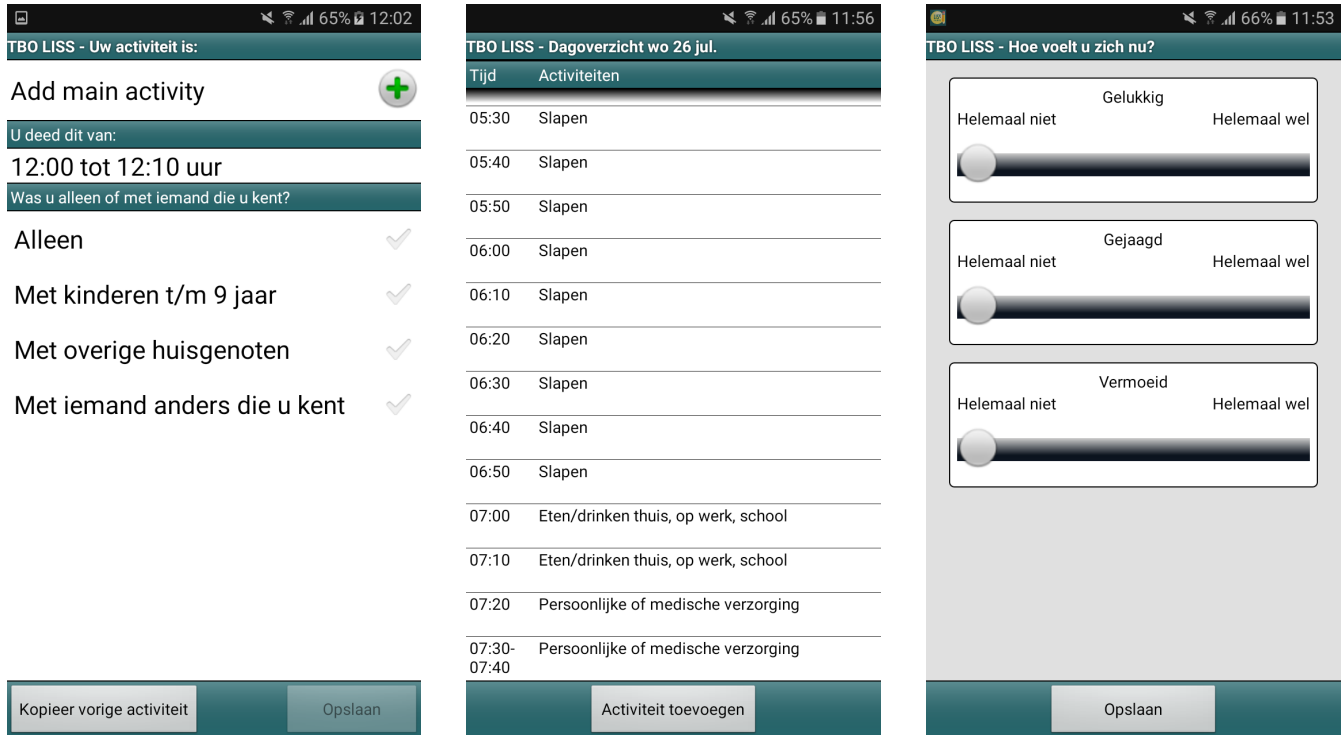 65% 12:02
TBO LISS - Uw activiteit is:
Add main activity
U deed dit van:
12:00 tot 12:10 uur
Was u alleen of met iemand die u kent?
Alleen
Met kinderen t/m 9 jaar
Met overige huisgenoten
Met iemand anders die u kent
Kopieer vorige activiteit Opslaan
65% 11:56
TBO LISS - Dagoverzicht wo 26 jul.
Tijd Activiteiten
05:30 Slapen
05:40 Slapen
05:50 Slapen
06:00 Slapen
06:10 Slapen
06:20 Slapen
06:30 Slapen
06:40 Slapen
06:50 Slapen
07:00 Eten/drinken thuis, op werk, school
07:10 Eten/drinken thuis, op werk, school
07:20 Persoonlijke of medische verzorging
07:30- Persoonlijke of medische verzorging
07:40
Activiteit toevoegen
66% 11:53
TBO LISS - Hoe voelt u zich nu?
Gelukkig
Helemaal niet Helemaal wel
Gejaagd
Helemaal niet Helemaal wel
Vermoeid
Helemaal niet Helemaal wel
Opslaan